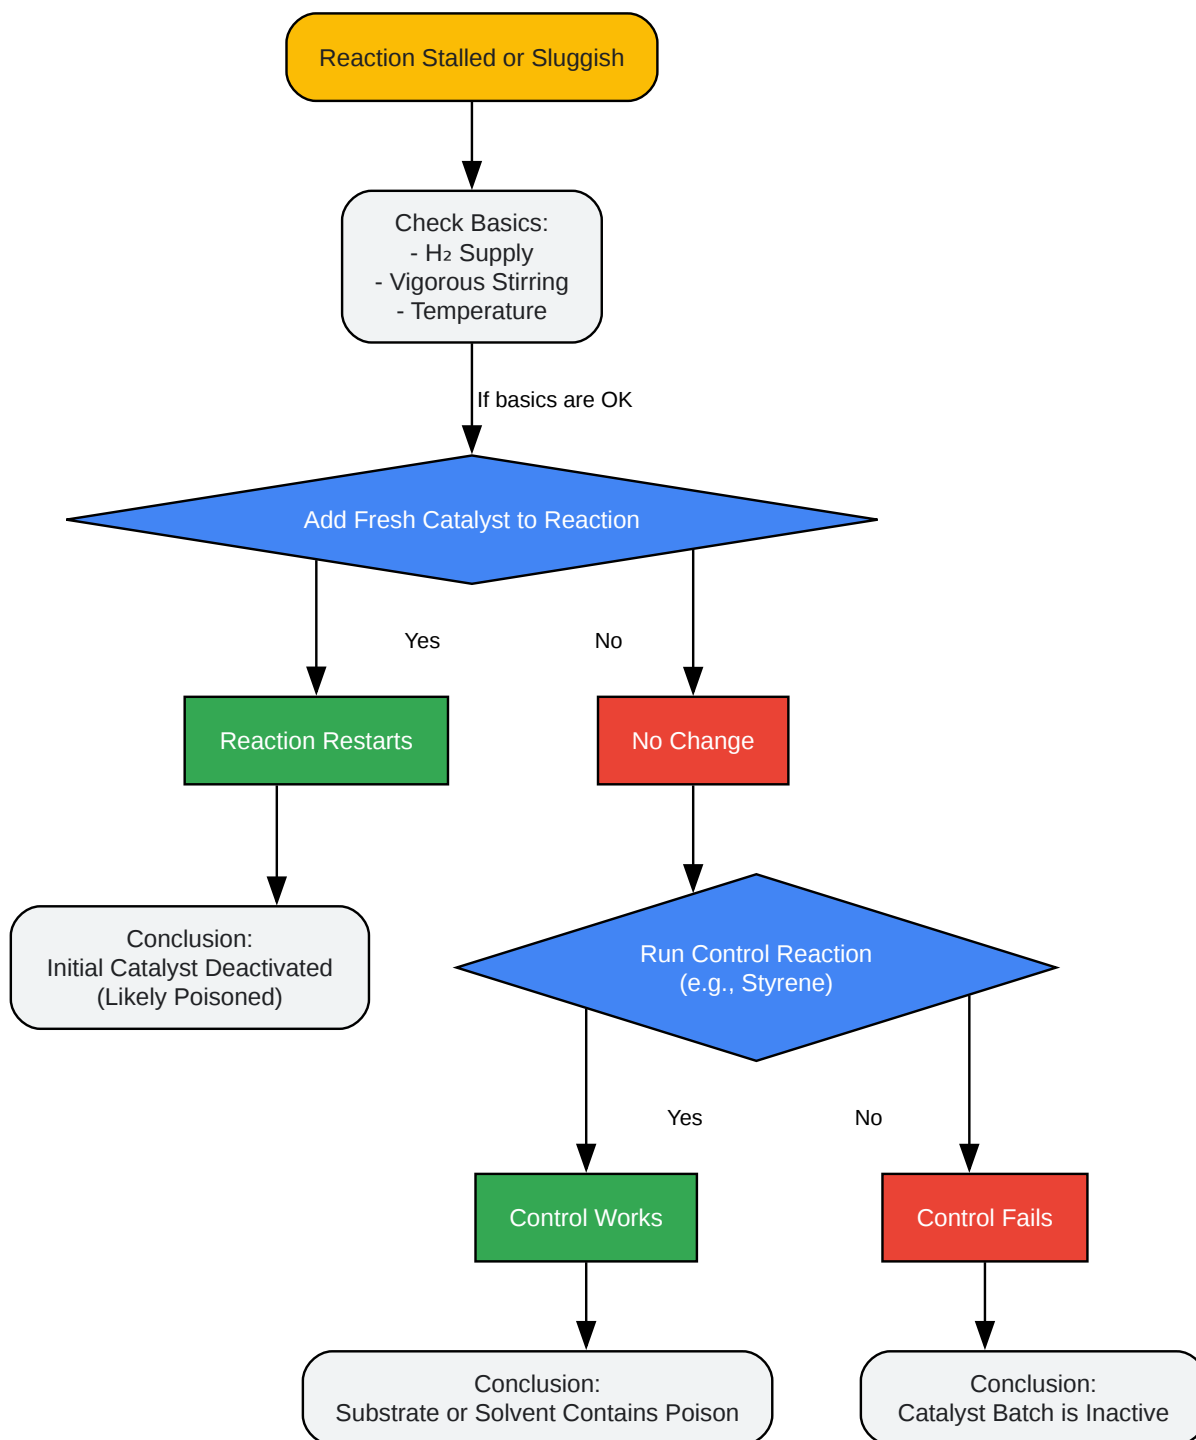 Reaction Stalled or Sluggish
Check Basics:
- H₂ Supply
- Vigorous Stirring
- Temperature
If basics are OK
Add Fresh Catalyst to Reaction
Yes
No
Reaction Restarts
No Change
Conclusion:
Initial Catalyst Deactivated
(Likely Poisoned)
Run Control Reaction
(e.g., Styrene)
Yes
No
Control Works
Control Fails
Conclusion:
Substrate or Solvent Contains Poison
Conclusion:
Catalyst Batch is Inactive